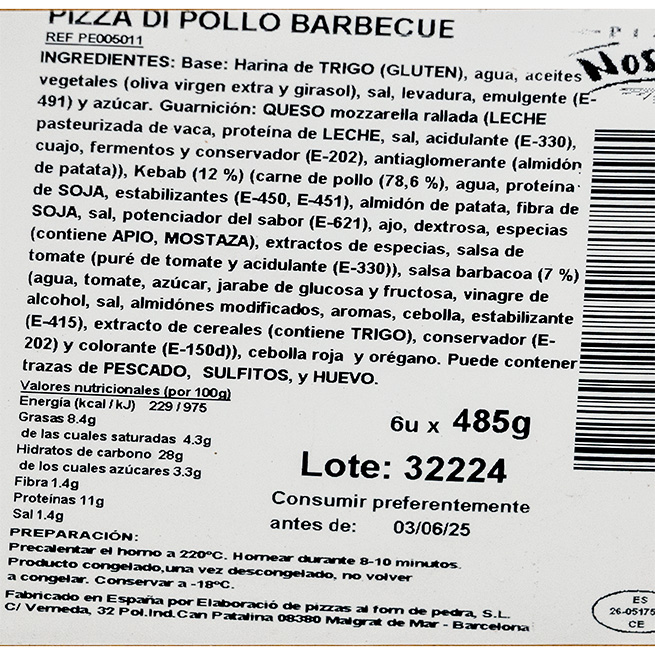 PIZZA DI POLLO BARBECUE
REF PE005011
INGREDIENTES: Base: Harina de TRIGO (GLUTEN), agua, aceites
vegetales (oliva virgen extra y girasol), sal, levadura, emulgente (E-
491) y azúcar. Guarnición: QUESO mozzarella rallada (LECHE
pasteurizada de vaca, proteína de LECHE, sal, acidulante (E-330),
cuajo, fermentos y conservador (E-202), antiaglomerante (almidón
de patata)), Kebab (12 %) (carne de pollo (78,6 %), agua, proteína
de SOJA, estabilizantes (E-450, E-451), almidón de patata, fibra de
SOJA, sal, potenciador del sabor (E-621), ajo, dextrosa, especias
(contiene APIO, MOSTAZA), extractos de especias, salsa de
tomate (puré de tomate y acidulante (E-330)), salsa barbacoa (7 %)
(agua, tomate, azúcar, jarabe de glucosa y fructosa, vinagre de
alcohol, sal, almidónes modificados, aromas, cebolla, estabilizante
(E-415), extracto de cereales (contiene TRIGO), conservador (E-
202) y colorante (E-150d)), cebolla roja y orégano. Puede contener
trazas de PESCADO, SULFITOS, y HUEVO.
Valores nutricionales (por 100g)
Energía (kcal / kJ) 229 / 975
Grasas 8.4g
de las cuales saturadas 4.3g
Hidratos de carbono 28g
de los cuales azúcares 3.3g
Fibra 1.4g
Proteínas 11g
Sal 1.4g
6u x 485g
Lote: 32224
Consumir preferentemente
antes de: 03/06/25
PREPARACIÓN:
Precalentar el horno a 220ºC. Hornear durante 8-10 minutos.
Producto congelado,una vez descongelado, no volver
a congelar. Conservar a -18ºC.
Fabricado en España por Elaboració de pizzas al forn de pedra, S.L.
C/ Verneda, 32 Pol.Ind.Can Patalina 08380 Malgrat de Mar - Barcelona
ES
26-05175
CE